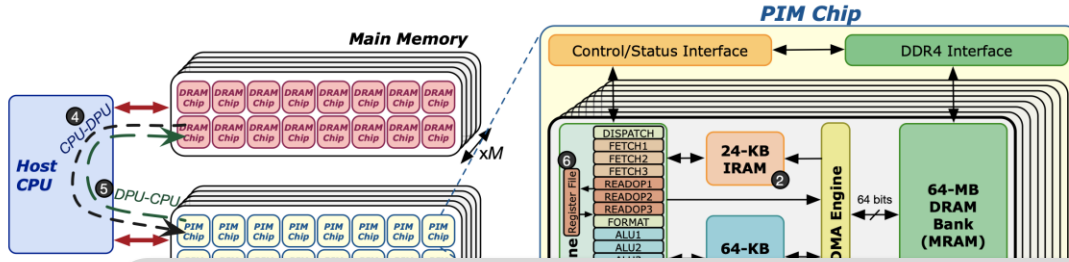 PIM Chip
Main Memory
Control/Status Interface
DDR4 Interface
DRAM Chip DRAM Chip DRAM Chip DRAM Chip DRAM Chip DRAM Chip DRAM Chip DRAM Chip
DRAM Chip DRAM Chip DRAM Chip DRAM Chip DRAM Chip DRAM Chip DRAM Chip DRAM Chip
xM
Host
CPU
4
CPU-DPU
5
DPU-CPU
PIM Chip PIM Chip PIM Chip PIM Chip PIM Chip PIM Chip PIM Chip PIM Chip
6
Register File
DISPATCH
FETCH1
FETCH2
FETCH3
READOP1
READOP2
READOP3
FORMAT
ALU1
ALU2
24-KB
IRAM
2
64-KB
DMA Engine
64 bits
64-MB
DRAM
Bank
(MRAM)